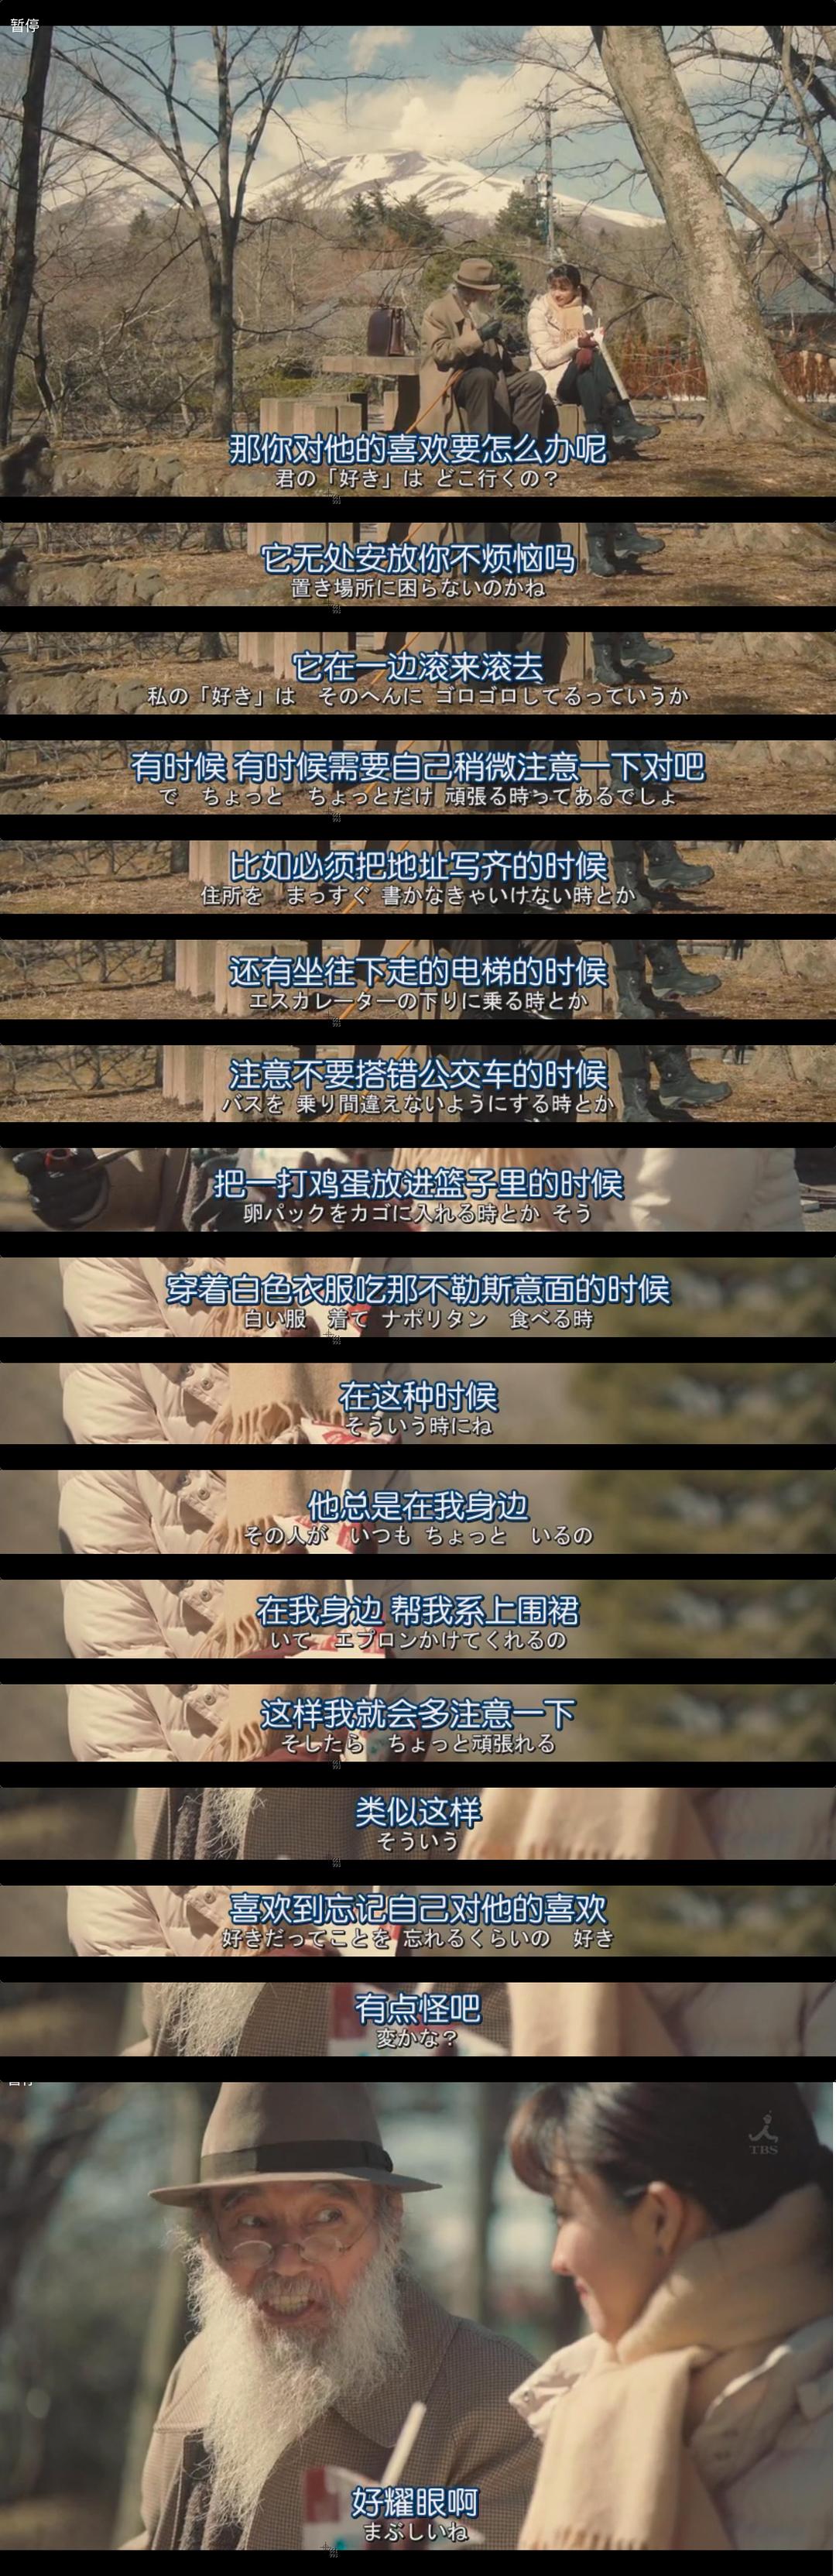 暂停
那你对他的喜欢要怎么办呢
君の「好き」は どこ行くの？
它无处安放你不烦恼吗
置き場所に困らないのかね
它在一边滚来滚去
私の「好き」は そのへんに ゴロゴロしてるっていうか
有时候 有时候需要自己稍微注意一下对吧
で ちょっと ちょっとだけ 頑張る時ってあるでしょ
比如必须把地址写齐的时候
住所を まっすぐ 書かなきゃいけない時とか
还有坐往下走的电梯的时候
エスカレーターの下りに乗る時とか
注意不要搭错公交车的时候
バスを 乗り間違えないようにする時とか
把一打鸡蛋放进篮子里的时候
卵パックをカゴに入れる時とか そう
穿着白色衣服吃那不勒斯意面的时候
白い服 着て ナポリタン 食べる時
在这种时候
そういう時にね
他总是在我身边
その人が いつも ちょっと いるの
在我身边 帮我系上围裙
いて エプロンかけてくれるの
这样我就会多注意一下
そしたら ちょっと頑張れる
类似这样
そういう
喜欢到忘记自己对他的喜欢
好きだってことを 忘れるくらいの 好き
有点怪吧
変かな？
TBS
好耀眼啊
まぶしいね